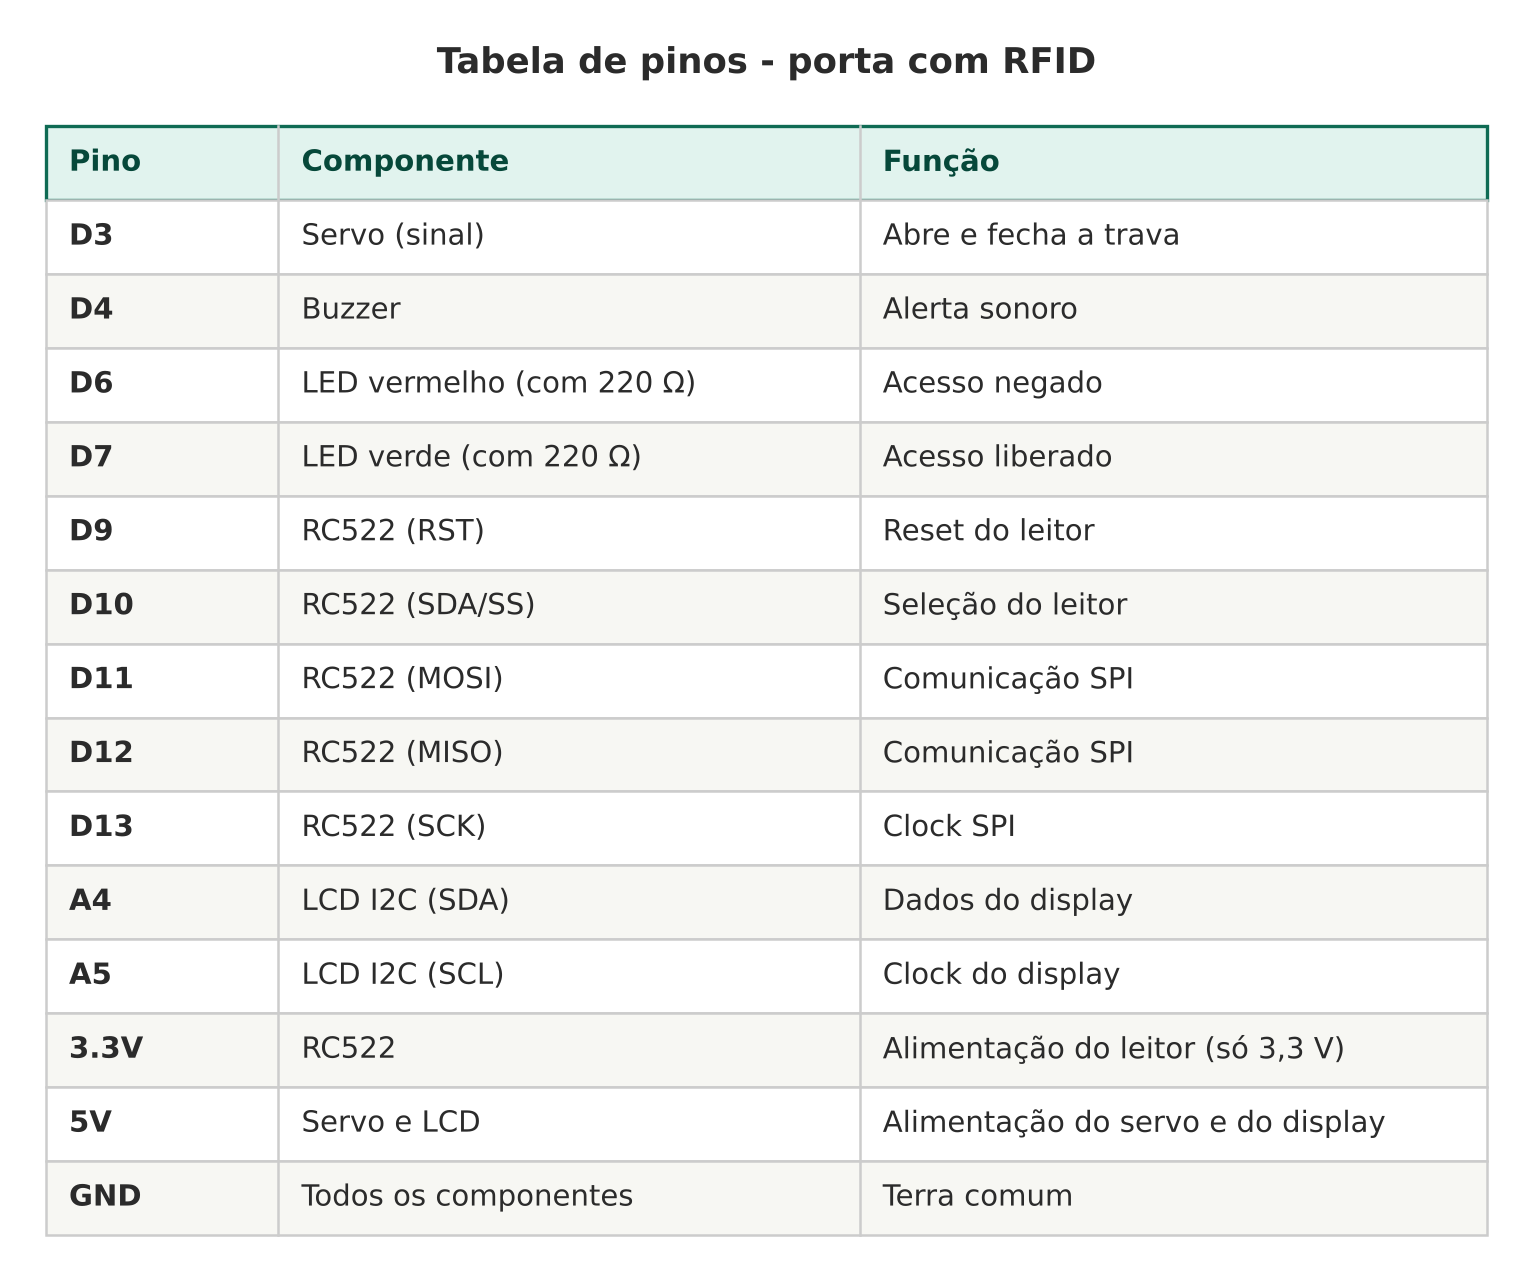 Tabela de pinos - porta com RFID
Pino Componente Função
D3 Servo (sinal) Abre e fecha a trava
D4 Buzzer Alerta sonoro
D6 LED vermelho (com 220 Ω) Acesso negado
D7 LED verde (com 220 Ω) Acesso liberado
D9 RC522 (RST) Reset do leitor
D10 RC522 (SDA/SS) Seleção do leitor
D11 RC522 (MOSI) Comunicação SPI
D12 RC522 (MISO) Comunicação SPI
D13 RC522 (SCK) Clock SPI
A4 LCD I2C (SDA) Dados do display
A5 LCD I2C (SCL) Clock do display
3.3V RC522 Alimentação do leitor (só 3,3 V)
5V Servo e LCD Alimentação do servo e do display
GND Todos os componentes Terra comum